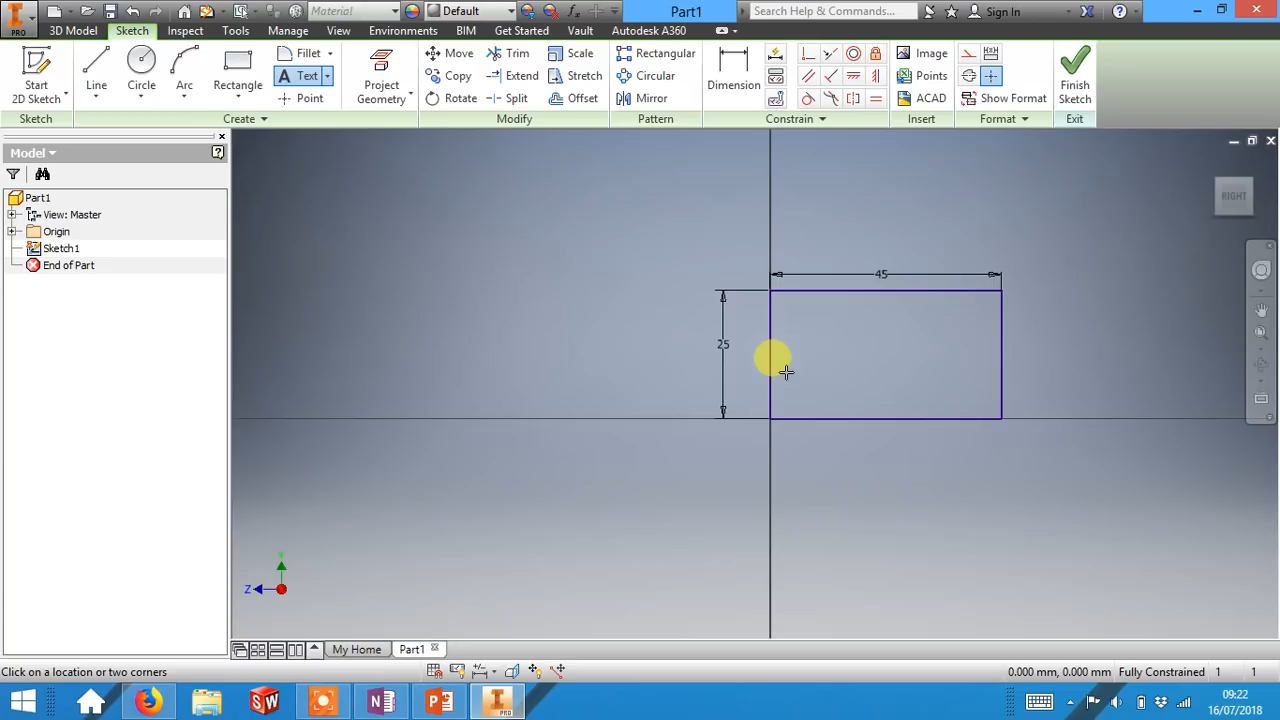 Material
Default
Part1
Search Help & Commands...
Sign In
PRO
3D Model
Sketch
Inspect
Tools
Manage
View
Environments
BIM
Get Started
Vault
Autodesk A360
Start
2D Sketch
Line
Circle
Arc
Rectangle
Fillet
Text
Point
Project
Geometry
Move
Copy
Rotate
Trim
Extend
Split
Scale
Stretch
Offset
Rectangular
Circular
Mirror
Dimension
Image
Points
ACAD
Show Format
Finish
Sketch
Sketch
Create
Modify
Pattern
Constrain
Insert
Format
Exit
Model
Part1
View: Master
Origin
Sketch1
End of Part
RIGHT
45
25
Y
Z
My Home
Part1
Click on a location or two corners
0.000 mm, 0.000 mm
Fully Constrained
1
1
SW
PRO
09:22
16/07/2018